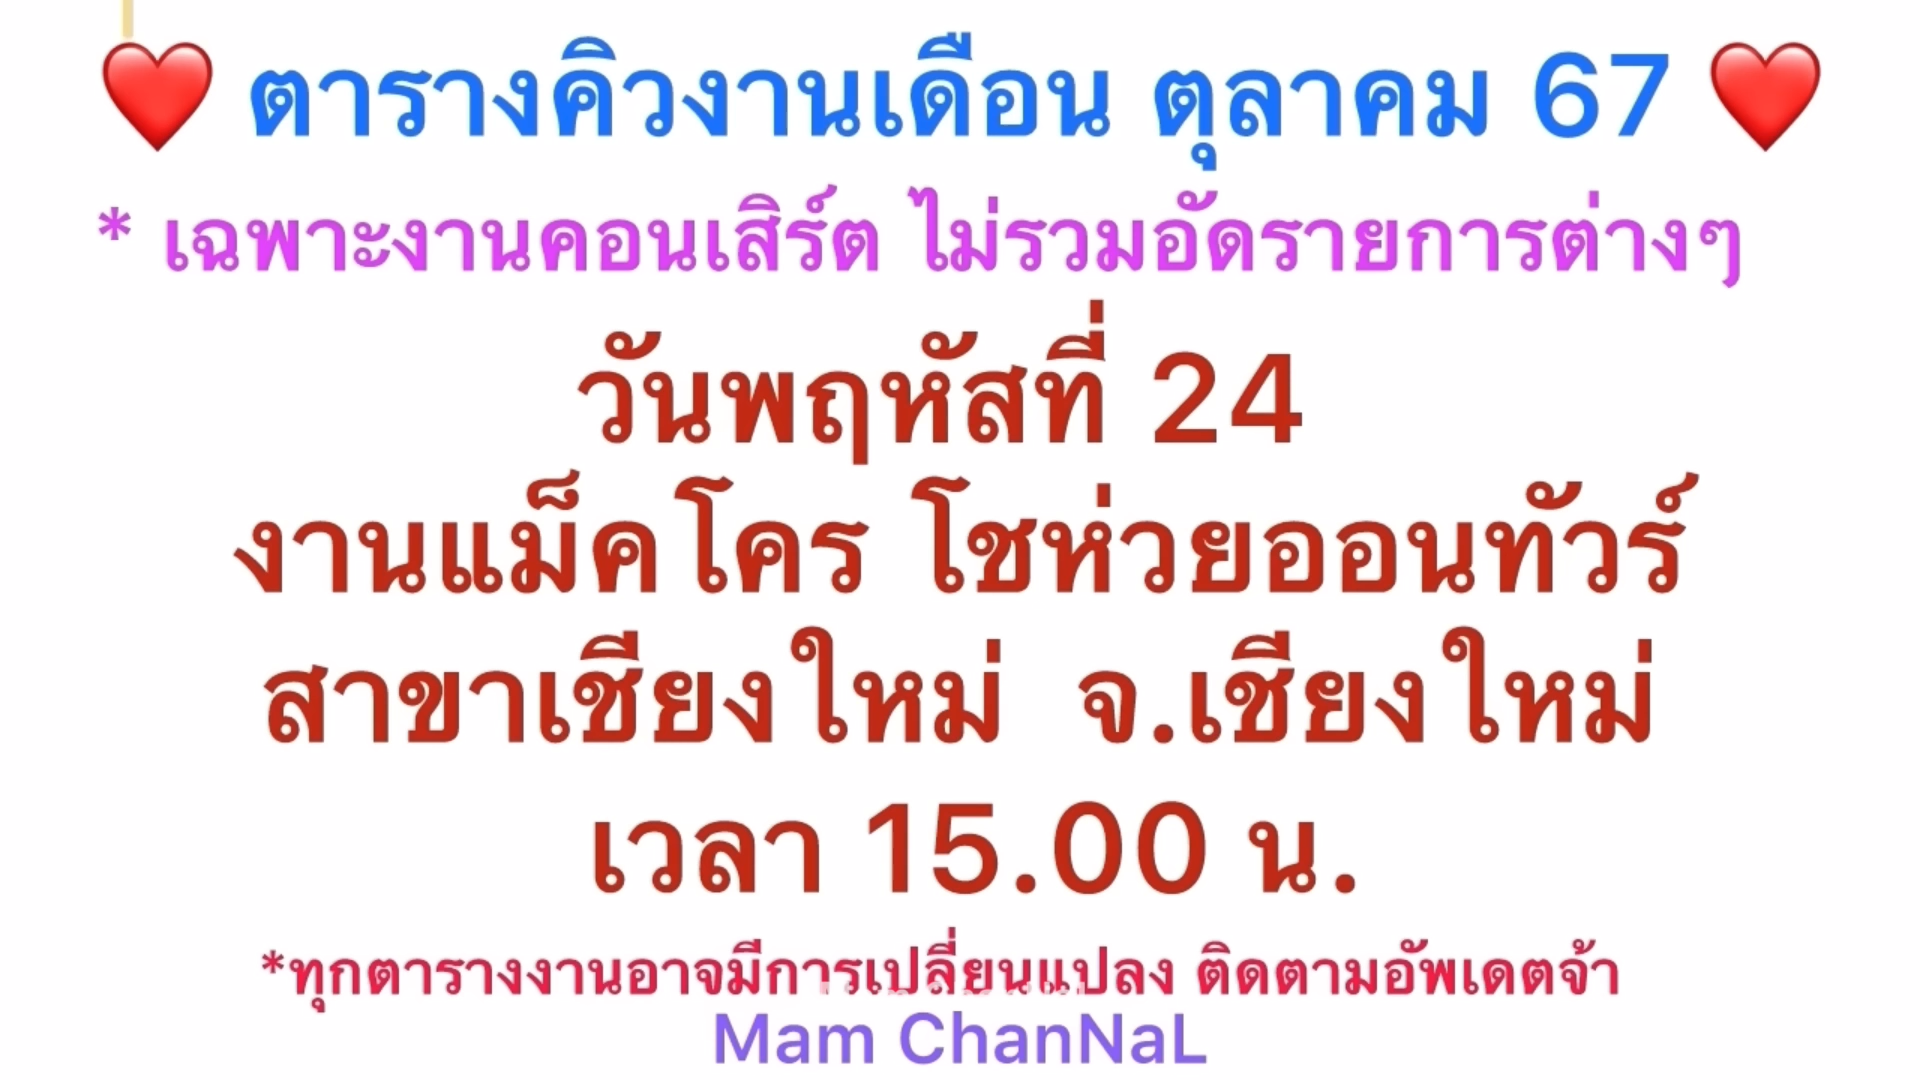 ❤️ ตารางคิวงานเดือน ตุลาคม 67 ❤️
* เฉพาะงานคอนเสิร์ต ไม่รวมอัดรายการต่างๆ
วันพฤหัสที่ 24
งานแม็คโคร โชห่วยออนทัวร์
สาขาเชียงใหม่ จ.เชียงใหม่
เวลา 15.00 น.
*ทุกตารางงานอาจมีการเปลี่ยนแปลง ติดตามอัพเดตจ้า
Mam ChanNaL